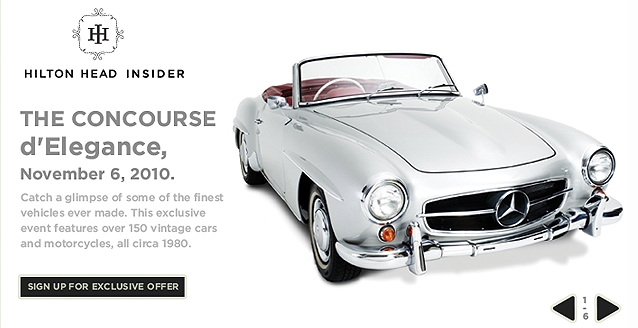 HILTON HEAD INSIDER
THE CONCOURSE
d'Elegance,
November 6, 2010.
Catch a glimpse of some of the finest
vehicles ever made. This exclusive
event features over 150 vintage cars
and motorcycles, all circa 1980.
SIGN UP FOR EXCLUSIVE OFFER
1
-
6